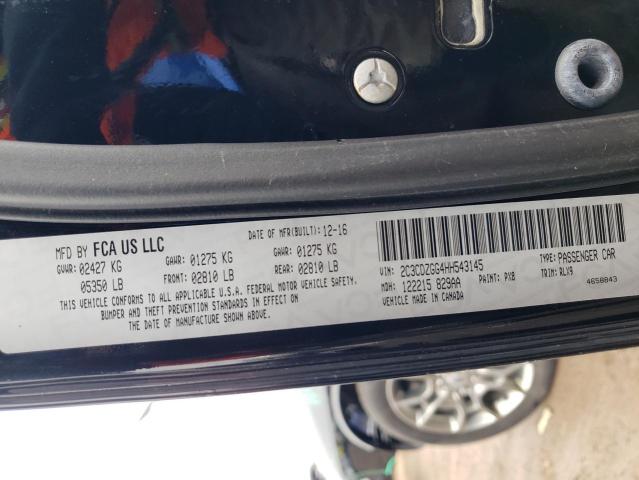 MFD BY FCA US LLC
DATE OF MFR(BUILT): 12-16
GVWR: 02427 KG
GAWR: 01275 KG
GAWR: 01275 KG
05350 LB
FRONT: 02810 LB
REAR: 02810 LB
THIS VEHICLE CONFORMS TO ALL APPLICABLE U.S.A. FEDERAL MOTOR VEHICLE SAFETY,
BUMPER AND THEFT PREVENTION STANDARDS IN EFFECT ON
THE DATE OF MANUFACTURE SHOWN ABOVE.
VIN: 2C3CDZGG4HH543145
TYPE: PASSENGER CAR
MDH: 122215 829AA
PAINT: PX8
TRIM: RLX9
VEHICLE MADE IN CANADA
4658843